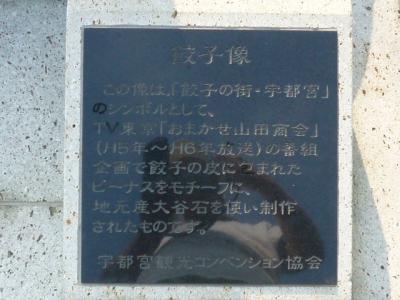 餃子像
この像は、「餃子の街-宇都宮」
のシンボルとして、
TV東京「おまかせ山田商会」
(H5年～H6年放送)の番組
企画で餃子の皮につつまれた
ビーナスをモチーフに、
地元産大谷石を使い制作
されたものです。
宇都宮観光コンベンション協会